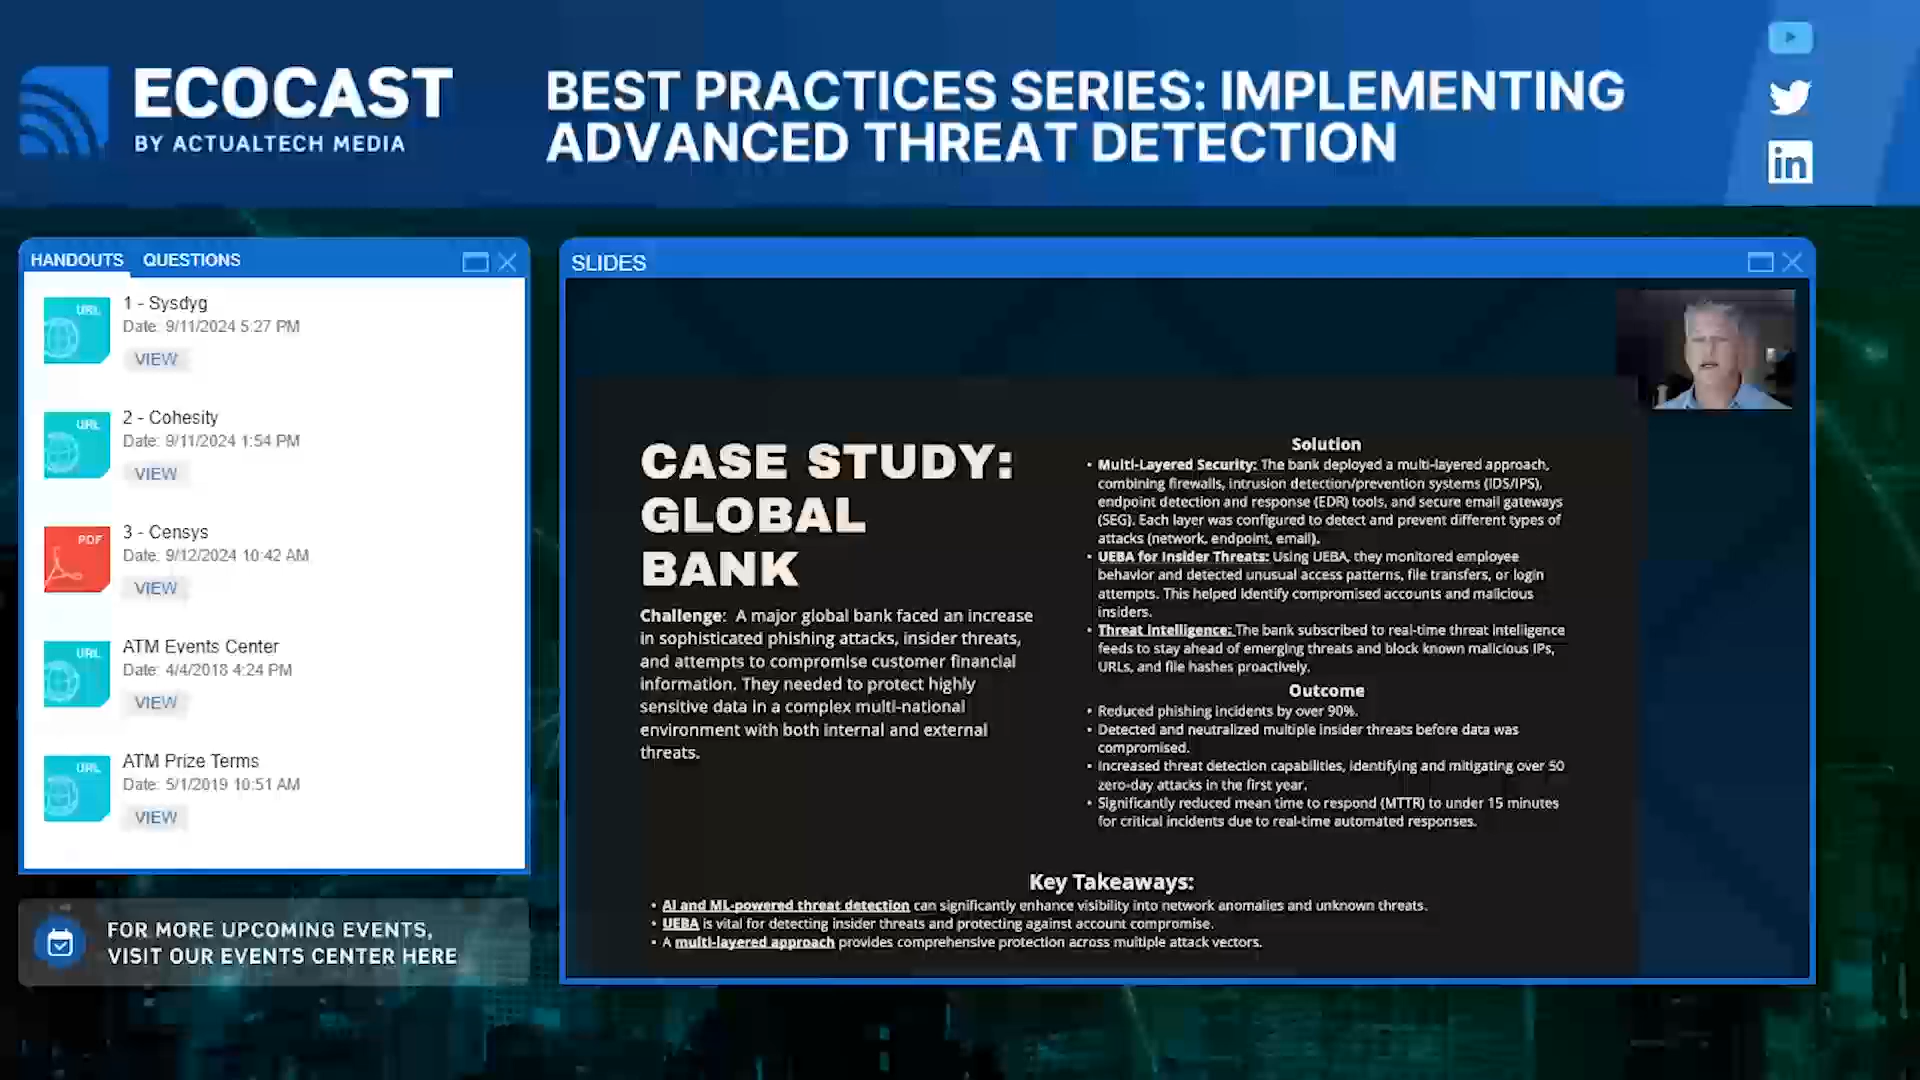 ECOCAST
BY ACTUALTECH MEDIA
BEST PRACTICES SERIES: IMPLEMENTING
ADVANCED THREAT DETECTION
in
HANDOUTS QUESTIONS
URL
1 - Sysdyg
Date: 9/11/2024 5:27 PM
VIEW
URL
2 - Cohesity
Date: 9/11/2024 1:54 PM
VIEW
PDF
3 - Censys
Date: 9/12/2024 10:42 AM
VIEW
URL
ATM Events Center
Date: 4/4/2018 4:24 PM
VIEW
URL
ATM Prize Terms
Date: 5/1/2019 10:51 AM
VIEW
FOR MORE UPCOMING EVENTS,
VISIT OUR EVENTS CENTER HERE
SLIDES
CASE STUDY:
GLOBAL
BANK
Challenge: A major global bank faced an increase
in sophisticated phishing attacks, insider threats,
and attempts to compromise customer financial
information. They needed to protect highly
sensitive data in a complex multi-national
environment with both internal and external
threats.
Solution
• Multi-Layered Security: The bank deployed a multi-layered approach,
combining firewalls, intrusion detection/prevention systems (IDS/IPS),
endpoint detection and response (EDR) tools, and secure email gateways
(SEG). Each layer was configured to detect and prevent different types of
attacks (network, endpoint, email).
• UEBA for Insider Threats: Using UEBA, they monitored employee
behavior and detected unusual access patterns, file transfers, or login
attempts. This helped identify compromised accounts and malicious
insiders.
• Threat Intelligence: The bank subscribed to real-time threat intelligence
feeds to stay ahead of emerging threats and block known malicious IPs,
URLs, and file hashes proactively.
Outcome
• Reduced phishing incidents by over 90%.
• Detected and neutralized multiple insider threats before data was
compromised.
• Increased threat detection capabilities, identifying and mitigating over 50
zero-day attacks in the first year.
• Significantly reduced mean time to respond (MTTR) to under 15 minutes
for critical incidents due to real-time automated responses.
Key Takeaways:
• AI and ML-powered threat detection can significantly enhance visibility into network anomalies and unknown threats.
• UEBA is vital for detecting insider threats and protecting against account compromise.
• A multi-layered approach provides comprehensive protection across multiple attack vectors.